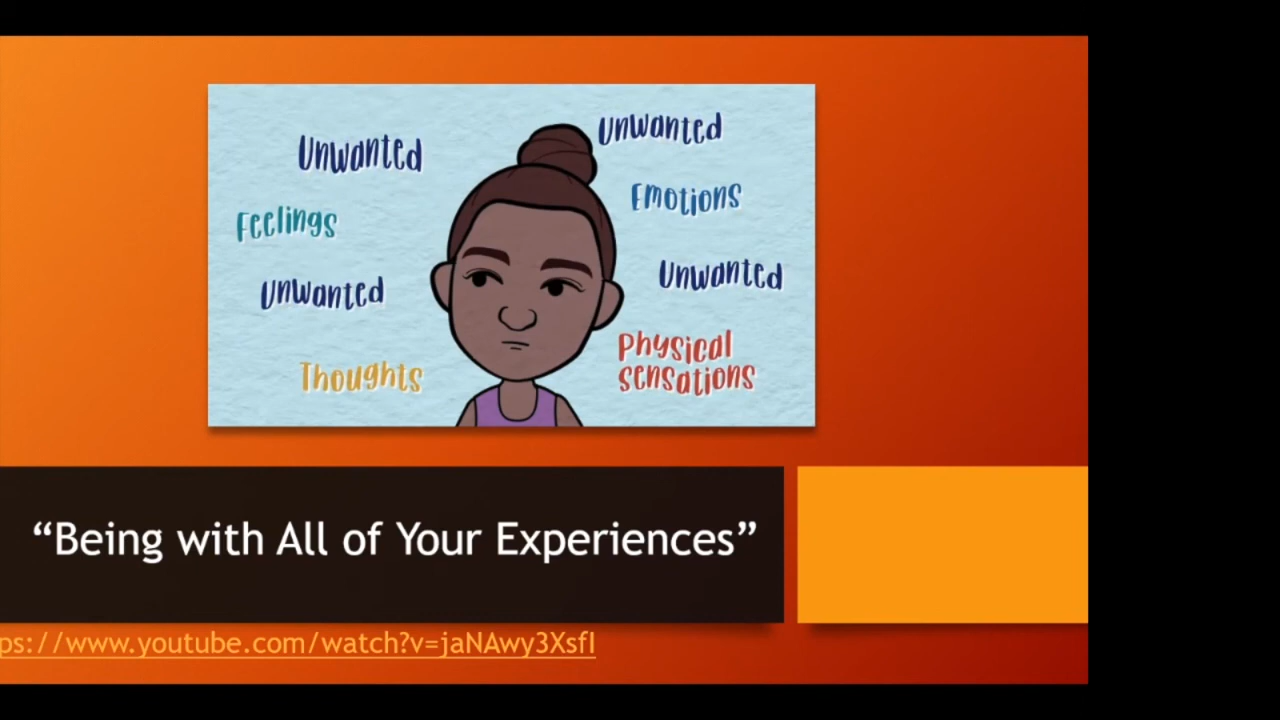 Unwanted
Feelings
Unwanted
Thoughts
Unwanted
Emotions
Unwanted
Physical
sensations
“Being with All of Your Experiences”
ps://www.youtube.com/watch?v=jaNAwy3XsfI